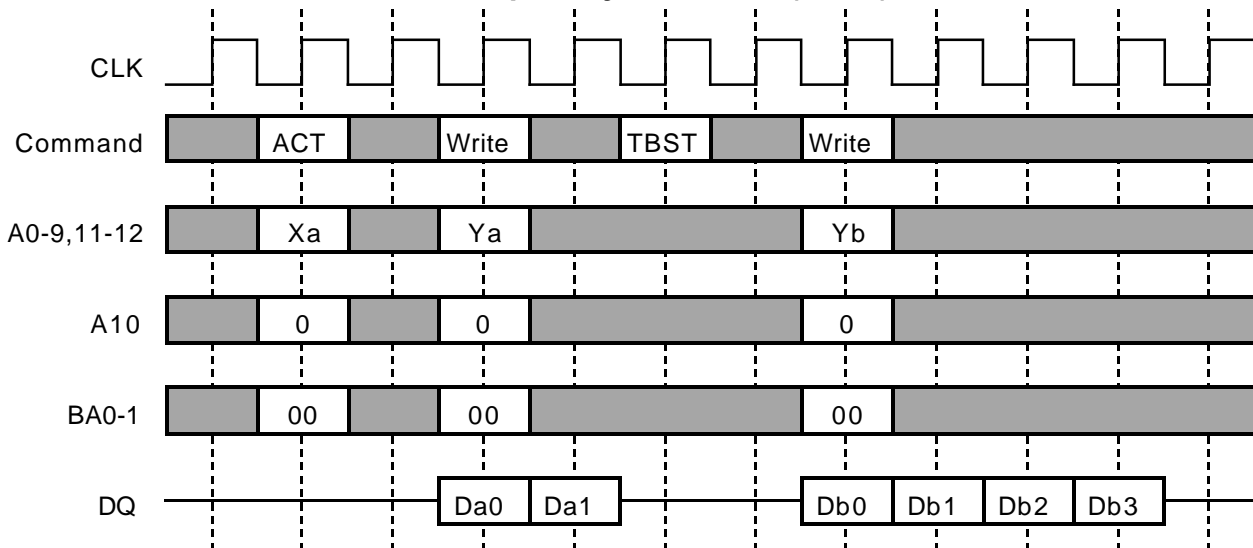 CLK
Command ACT Write TBST Write
A0-9,11-12 Xa Ya Yb
A10 0 0 0
BA0-1 00 00 00
DQ Da0 Da1 Db0 Db1 Db2 Db3